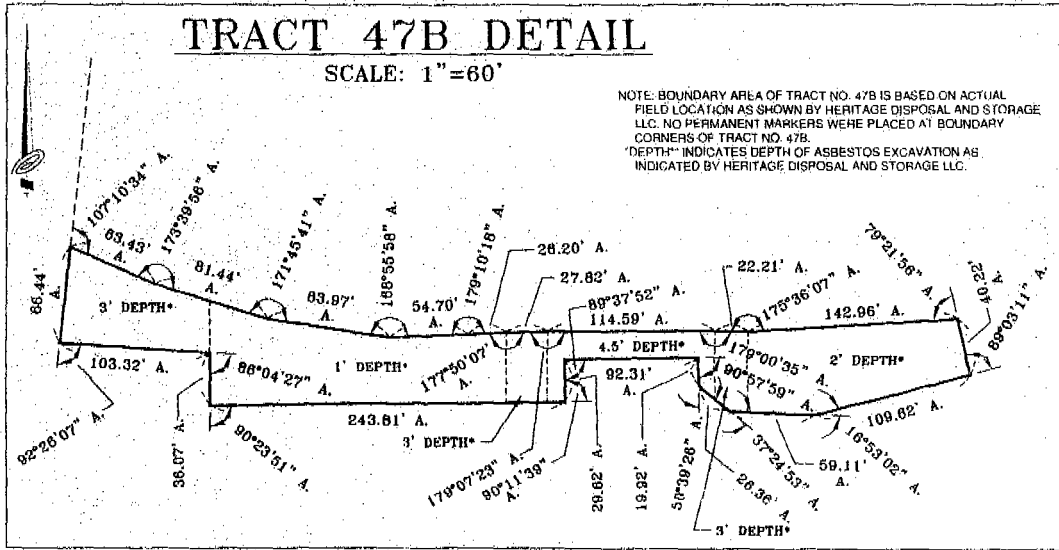 TRACT 47B DETAIL
SCALE: 1"=60'
NOTE: BOUNDARY AREA OF TRACT NO. 47B IS BASED ON ACTUAL
FIELD LOCATION AS SHOWN BY HERITAGE DISPOSAL AND STORAGE
LLC. NO PERMANENT MARKERS WERE PLACED AT BOUNDARY
CORNERS OF TRACT NO. 47B.
"DEPTH*" INDICATES DEPTH OF ASBESTOS EXCAVATION AS
INDICATED BY HERITAGE DISPOSAL AND STORAGE LLC.
107°10'34" A.
173°39'56" A.
171°45'41" A.
168°55'58" A.
179°10'18" A.
26.20' A.
27.82' A.
89°37'52" A.
114.59' A.
22.21' A.
175°36'07" A.
142.96' A.
79°21'56" A.
40.22' A.
89°03'11" A.
63.43' A.
81.44' A.
83.97' A.
54.70' A.
66.44' A.
3' DEPTH*
1' DEPTH*
177°50'07" A.
4.5' DEPTH*
92.31' A.
179°00'35" A.
90°57'59" A.
2' DEPTH*
103.32' A.
86°04'27" A.
243.81' A.
3' DEPTH*
109.62' A.
92°26'07" A.
36.07' A.
90°23'51" A.
179°07'23" A.
90°11'39" A.
29.62' A.
19.92' A.
50°39'26" A.
26.36' A.
37°24'53" A.
59.11' A.
16°53'02" A.
3' DEPTH*